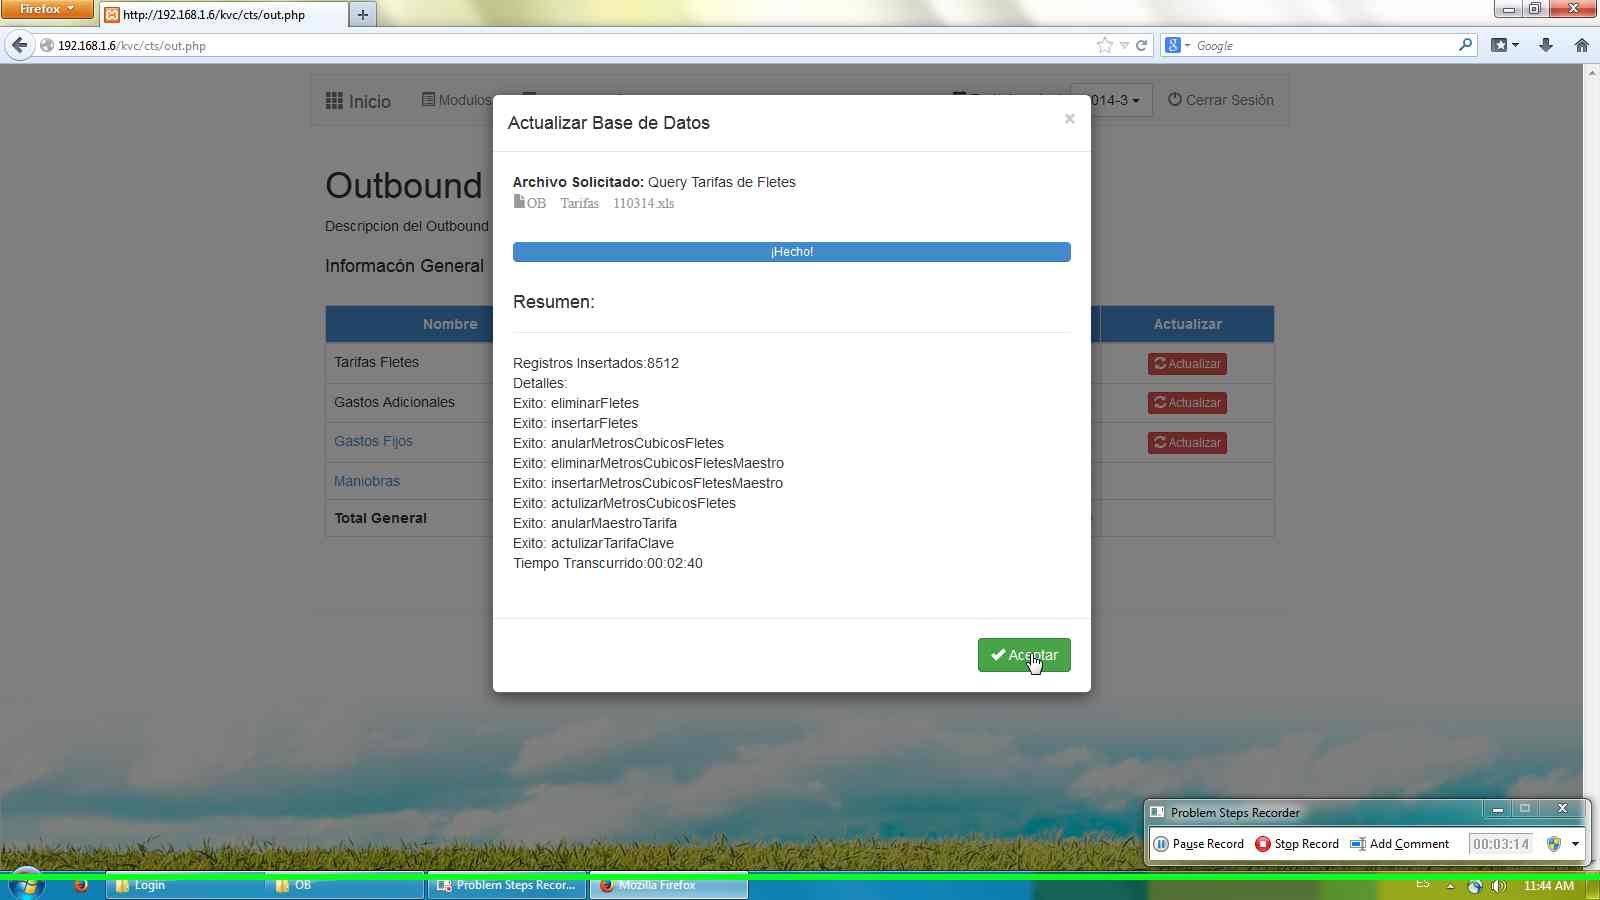 Firefox
http://192.168.1.6/kvc/cts/out.php
192.168.1.6/kvc/cts/out.php
Google
Inicio
Modulos
014-3
Cerrar Sesión
Actualizar Base de Datos
×
Archivo Solicitado: Query Tarifas de Fletes
OB Tarifas 110314.xls
¡Hecho!
Resumen:
Registros Insertados:8512
Detalles:
Exito: eliminarFletes
Exito: insertarFletes
Exito: anularMetrosCubicosFletes
Exito: eliminarMetrosCubicosFletesMaestro
Exito: insertarMetrosCubicosFletesMaestro
Exito: actulizarMetrosCubicosFletes
Exito: anularMaestroTarifa
Exito: actulizarTarifaClave
Tiempo Transcurrido:00:02:40
Aceptar
Outbound
Descripcion del Outbound
Informacón General
Nombre
Actualizar
Tarifas Fletes
Actualizar
Gastos Adicionales
Actualizar
Gastos Fijos
Actualizar
Maniobras
Total General
Problem Steps Recorder
Pause Record
Stop Record
Add Comment
00:03:14
Login
OB
Problem Steps Recor...
Mozilla Firefox
ES
11:44 AM